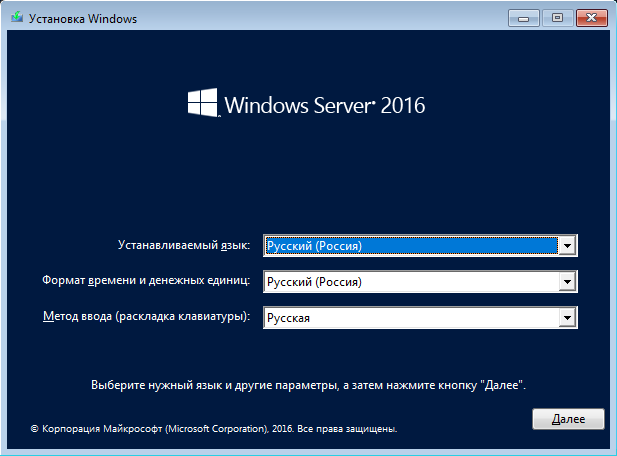 Установка Windows
Windows Server® 2016
Устанавливаемый язык: Русский (Россия)
Формат времени и денежных единиц: Русский (Россия)
Метод ввода (раскладка клавиатуры): Русская
Выберите нужный язык и другие параметры, а затем нажмите кнопку "Далее".
Далее
© Корпорация Майкрософт (Microsoft Corporation), 2016. Все права защищены.